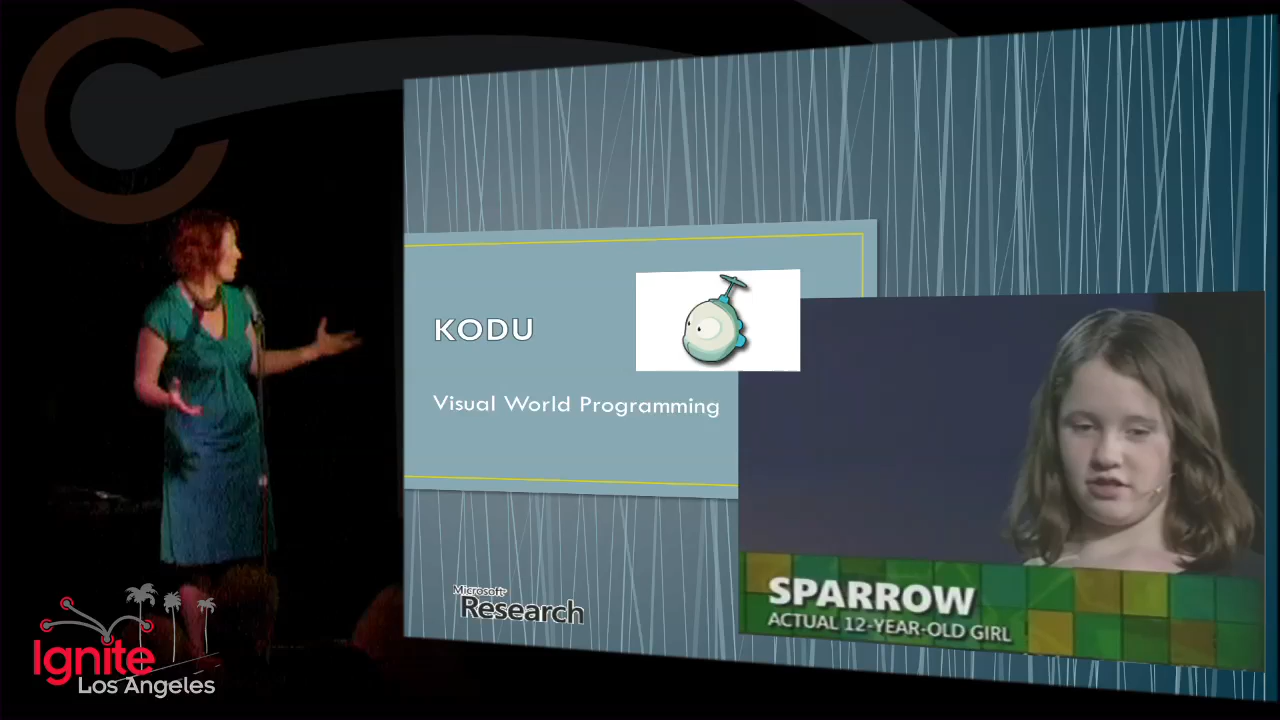 KODU
Visual World Programming
Microsoft®
Research
SPARROW
ACTUAL 12-YEAR-OLD GIRL
Ignite
Los Angeles